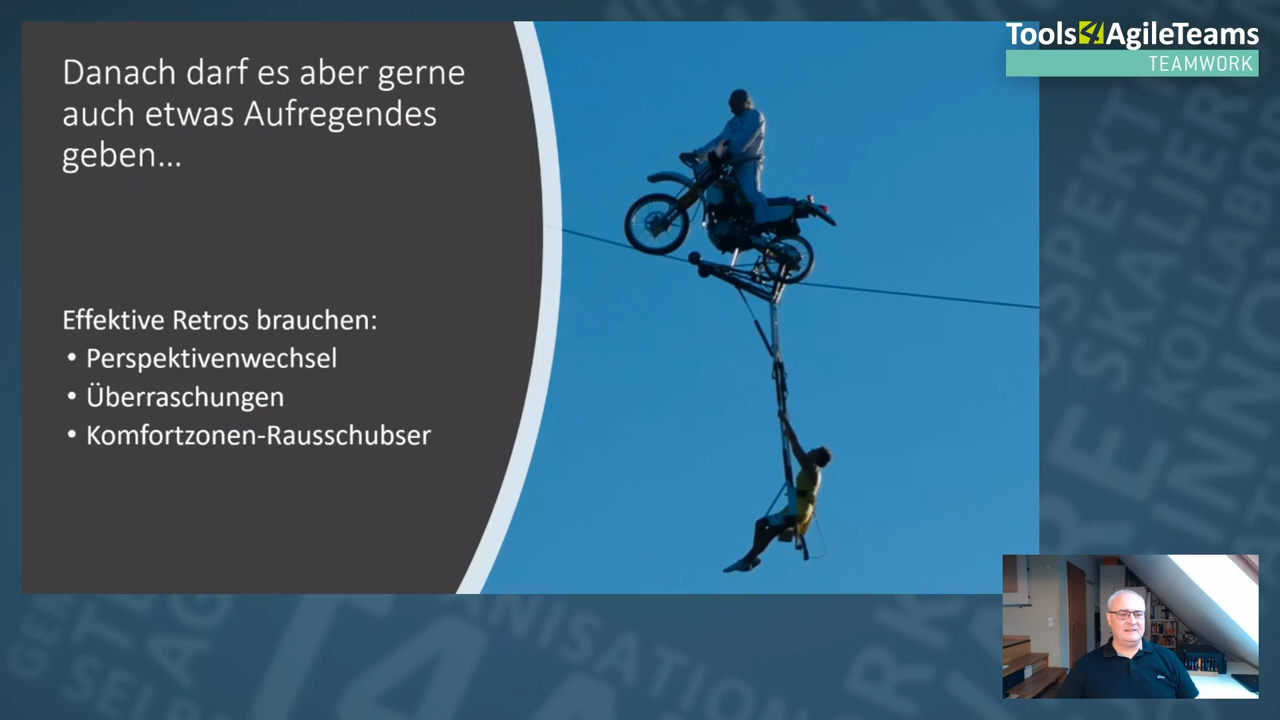 Tools4AgileTeams
TEAMWORK
Danach darf es aber gerne
auch etwas Aufregendes
geben...
Effektive Retros brauchen:
• Perspektivenwechsel
• Überraschungen
• Komfortzonen-Rausschubser